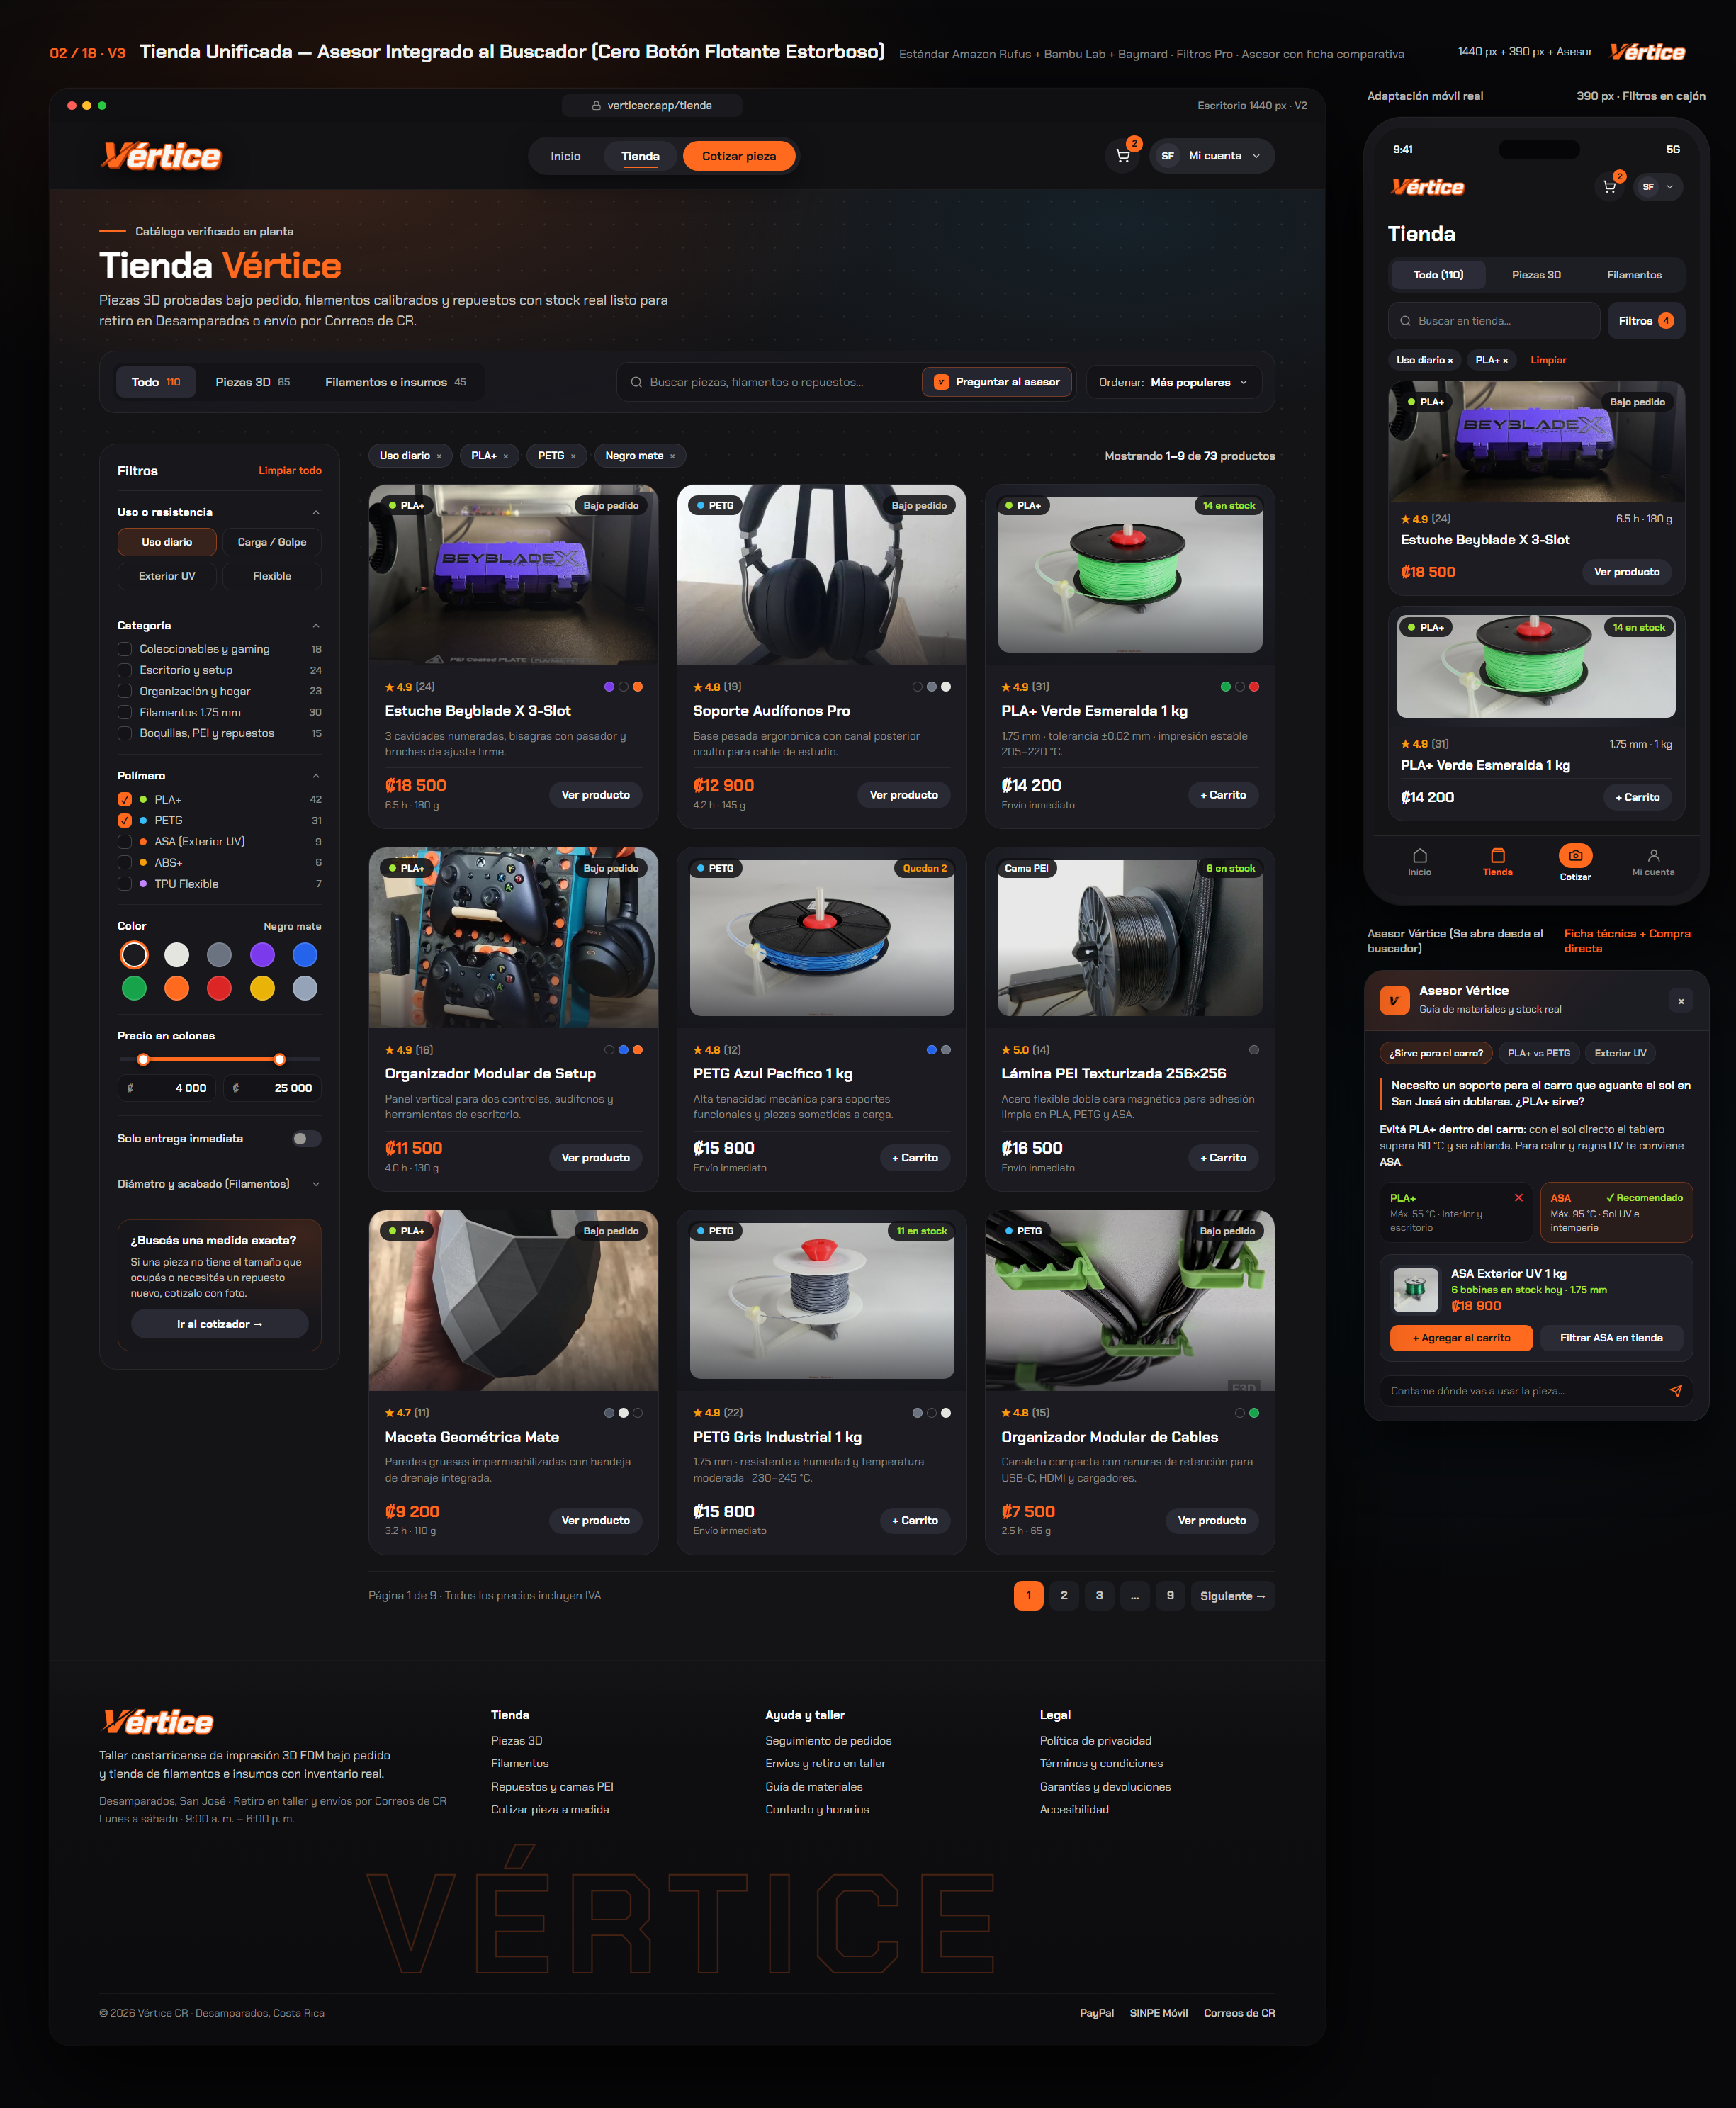 02 / 18 · V3 Tienda Unificada — Asesor Integrado al Buscador (Cero Botón Flotante Estorboso) Estándar Amazon Rufus + Bambu Lab + Baymard · Filtros Pro · Asesor con ficha comparativa 1440 px + 390 px + Asesor Vértice
verticecr.app/tienda Escritorio 1440 px · V2
Vértice Inicio Tienda Cotizar pieza 2 SF Mi cuenta
Catálogo verificado en planta
Tienda Vértice
Piezas 3D probadas bajo pedido, filamentos calibrados y repuestos con stock real listo para
retiro en Desamparados o envío por Correos de CR.
Todo 110 Piezas 3D 65 Filamentos e insumos 45 Buscar piezas, filamentos o repuestos... v Preguntar al asesor Ordenar: Más populares
Filtros Limpiar todo
Uso o resistencia
Uso diario Carga / Golpe
Exterior UV Flexible
Categoría
Coleccionables y gaming 18
Escritorio y setup 24
Organización y hogar 23
Filamentos 1.75 mm 30
Boquillas, PEI y repuestos 15
Polímero
PLA+ 42
PETG 31
ASA (Exterior UV) 9
ABS+ 6
TPU Flexible 7
Color Negro mate
Precio en colones
₡ 4 000 ₡ 25 000
Solo entrega inmediata
Diámetro y acabado (Filamentos)
¿Buscás una medida exacta?
Si una pieza no tiene el tamaño que
ocupás o necesitás un repuesto
nuevo, cotizalo con foto.
Ir al cotizador →
Uso diario × PLA+ × PETG × Negro mate × Mostrando 1–9 de 73 productos
PLA+ Bajo pedido
BEYBLADE X
PEI Coated PLATE
★ 4.9 (24)
Estuche Beyblade X 3-Slot
3 cavidades numeradas, bisagras con pasador y
broches de ajuste firme.
₡18 500
6.5 h · 180 g
Ver producto
PETG Bajo pedido
★ 4.8 (19)
Soporte Audífonos Pro
Base pesada ergonómica con canal posterior
oculto para cable de estudio.
₡12 900
4.2 h · 145 g
Ver producto
PLA+ 14 en stock
★ 4.9 (31)
PLA+ Verde Esmeralda 1 kg
1.75 mm · tolerancia ±0.02 mm · impresión estable
205–220 °C.
₡14 200
Envío inmediato
+ Carrito
PLA+ Bajo pedido
★ 4.9 (16)
Organizador Modular de Setup
Panel vertical para dos controles, audífonos y
herramientas de escritorio.
₡11 500
4.0 h · 130 g
Ver producto
PETG Quedan 2
★ 4.8 (12)
PETG Azul Pacífico 1 kg
Alta tenacidad mecánica para soportes
funcionales y piezas sometidas a carga.
₡15 800
Envío inmediato
+ Carrito
Cama PEI 6 en stock
★ 5.0 (14)
Lámina PEI Texturizada 256×256
Acero flexible doble cara magnética para adhesión
limpia en PLA, PETG y ASA.
₡16 500
Envío inmediato
+ Carrito
PLA+ Bajo pedido
★ 4.7 (11)
Maceta Geométrica Mate
Paredes gruesas impermeabilizadas con bandeja
de drenaje integrada.
₡9 200
3.2 h · 110 g
Ver producto
PETG 11 en stock
★ 4.9 (22)
PETG Gris Industrial 1 kg
1.75 mm · resistente a humedad y temperatura
moderada · 230–245 °C.
₡15 800
Envío inmediato
+ Carrito
PETG Bajo pedido
★ 4.8 (15)
Organizador Modular de Cables
Canaleta compacta con ranuras de retención para
USB-C, HDMI y cargadores.
₡7 500
2.5 h · 65 g
Ver producto
Página 1 de 9 · Todos los precios incluyen IVA 1 2 3 ... 9 Siguiente →
Vértice
Taller costarricense de impresión 3D FDM bajo pedido
y tienda de filamentos e insumos con inventario real.
Desamparados, San José · Retiro en taller y envíos por Correos de CR
Lunes a sábado · 9:00 a. m. – 6:00 p. m.
Tienda
Piezas 3D
Filamentos
Repuestos y camas PEI
Cotizar pieza a medida
Ayuda y taller
Seguimiento de pedidos
Envíos y retiro en taller
Guía de materiales
Contacto y horarios
Legal
Política de privacidad
Términos y condiciones
Garantías y devoluciones
Accesibilidad
VÉRTICE
© 2026 Vértice CR · Desamparados, Costa Rica PayPal SINPE Móvil Correos de CR
Adaptación móvil real 390 px · Filtros en cajón
9:41 5G
Vértice 2 SF
Tienda
Todo (110) Piezas 3D Filamentos
Buscar en tienda... Filtros 4
Uso diario × PLA+ × Limpiar
PLA+ Bajo pedido
BEYBLADE X
★ 4.9 (24) 6.5 h · 180 g
Estuche Beyblade X 3-Slot
₡18 500 Ver producto
PLA+ 14 en stock
★ 4.9 (31) 1.75 mm · 1 kg
PLA+ Verde Esmeralda 1 kg
₡14 200 + Carrito
Inicio Tienda Cotizar Mi cuenta
Asesor Vértice (Se abre desde el
buscador)
Ficha técnica + Compra
directa
v Asesor Vértice ×
Guía de materiales y stock real
¿Sirve para el carro? PLA+ vs PETG Exterior UV
Necesito un soporte para el carro que aguante el sol en
San José sin doblarse. ¿PLA+ sirve?
Evitá PLA+ dentro del carro: con el sol directo el tablero
supera 60 °C y se ablanda. Para calor y rayos UV te conviene
ASA.
PLA+ ✕
Máx. 55 °C · Interior y
escritorio
ASA ✓ Recomendado
Máx. 95 °C · Sol UV e
intemperie
ASA Exterior UV 1 kg
6 bobinas en stock hoy · 1.75 mm
₡18 900
+ Agregar al carrito Filtrar ASA en tienda
Contame dónde vas a usar la pieza...